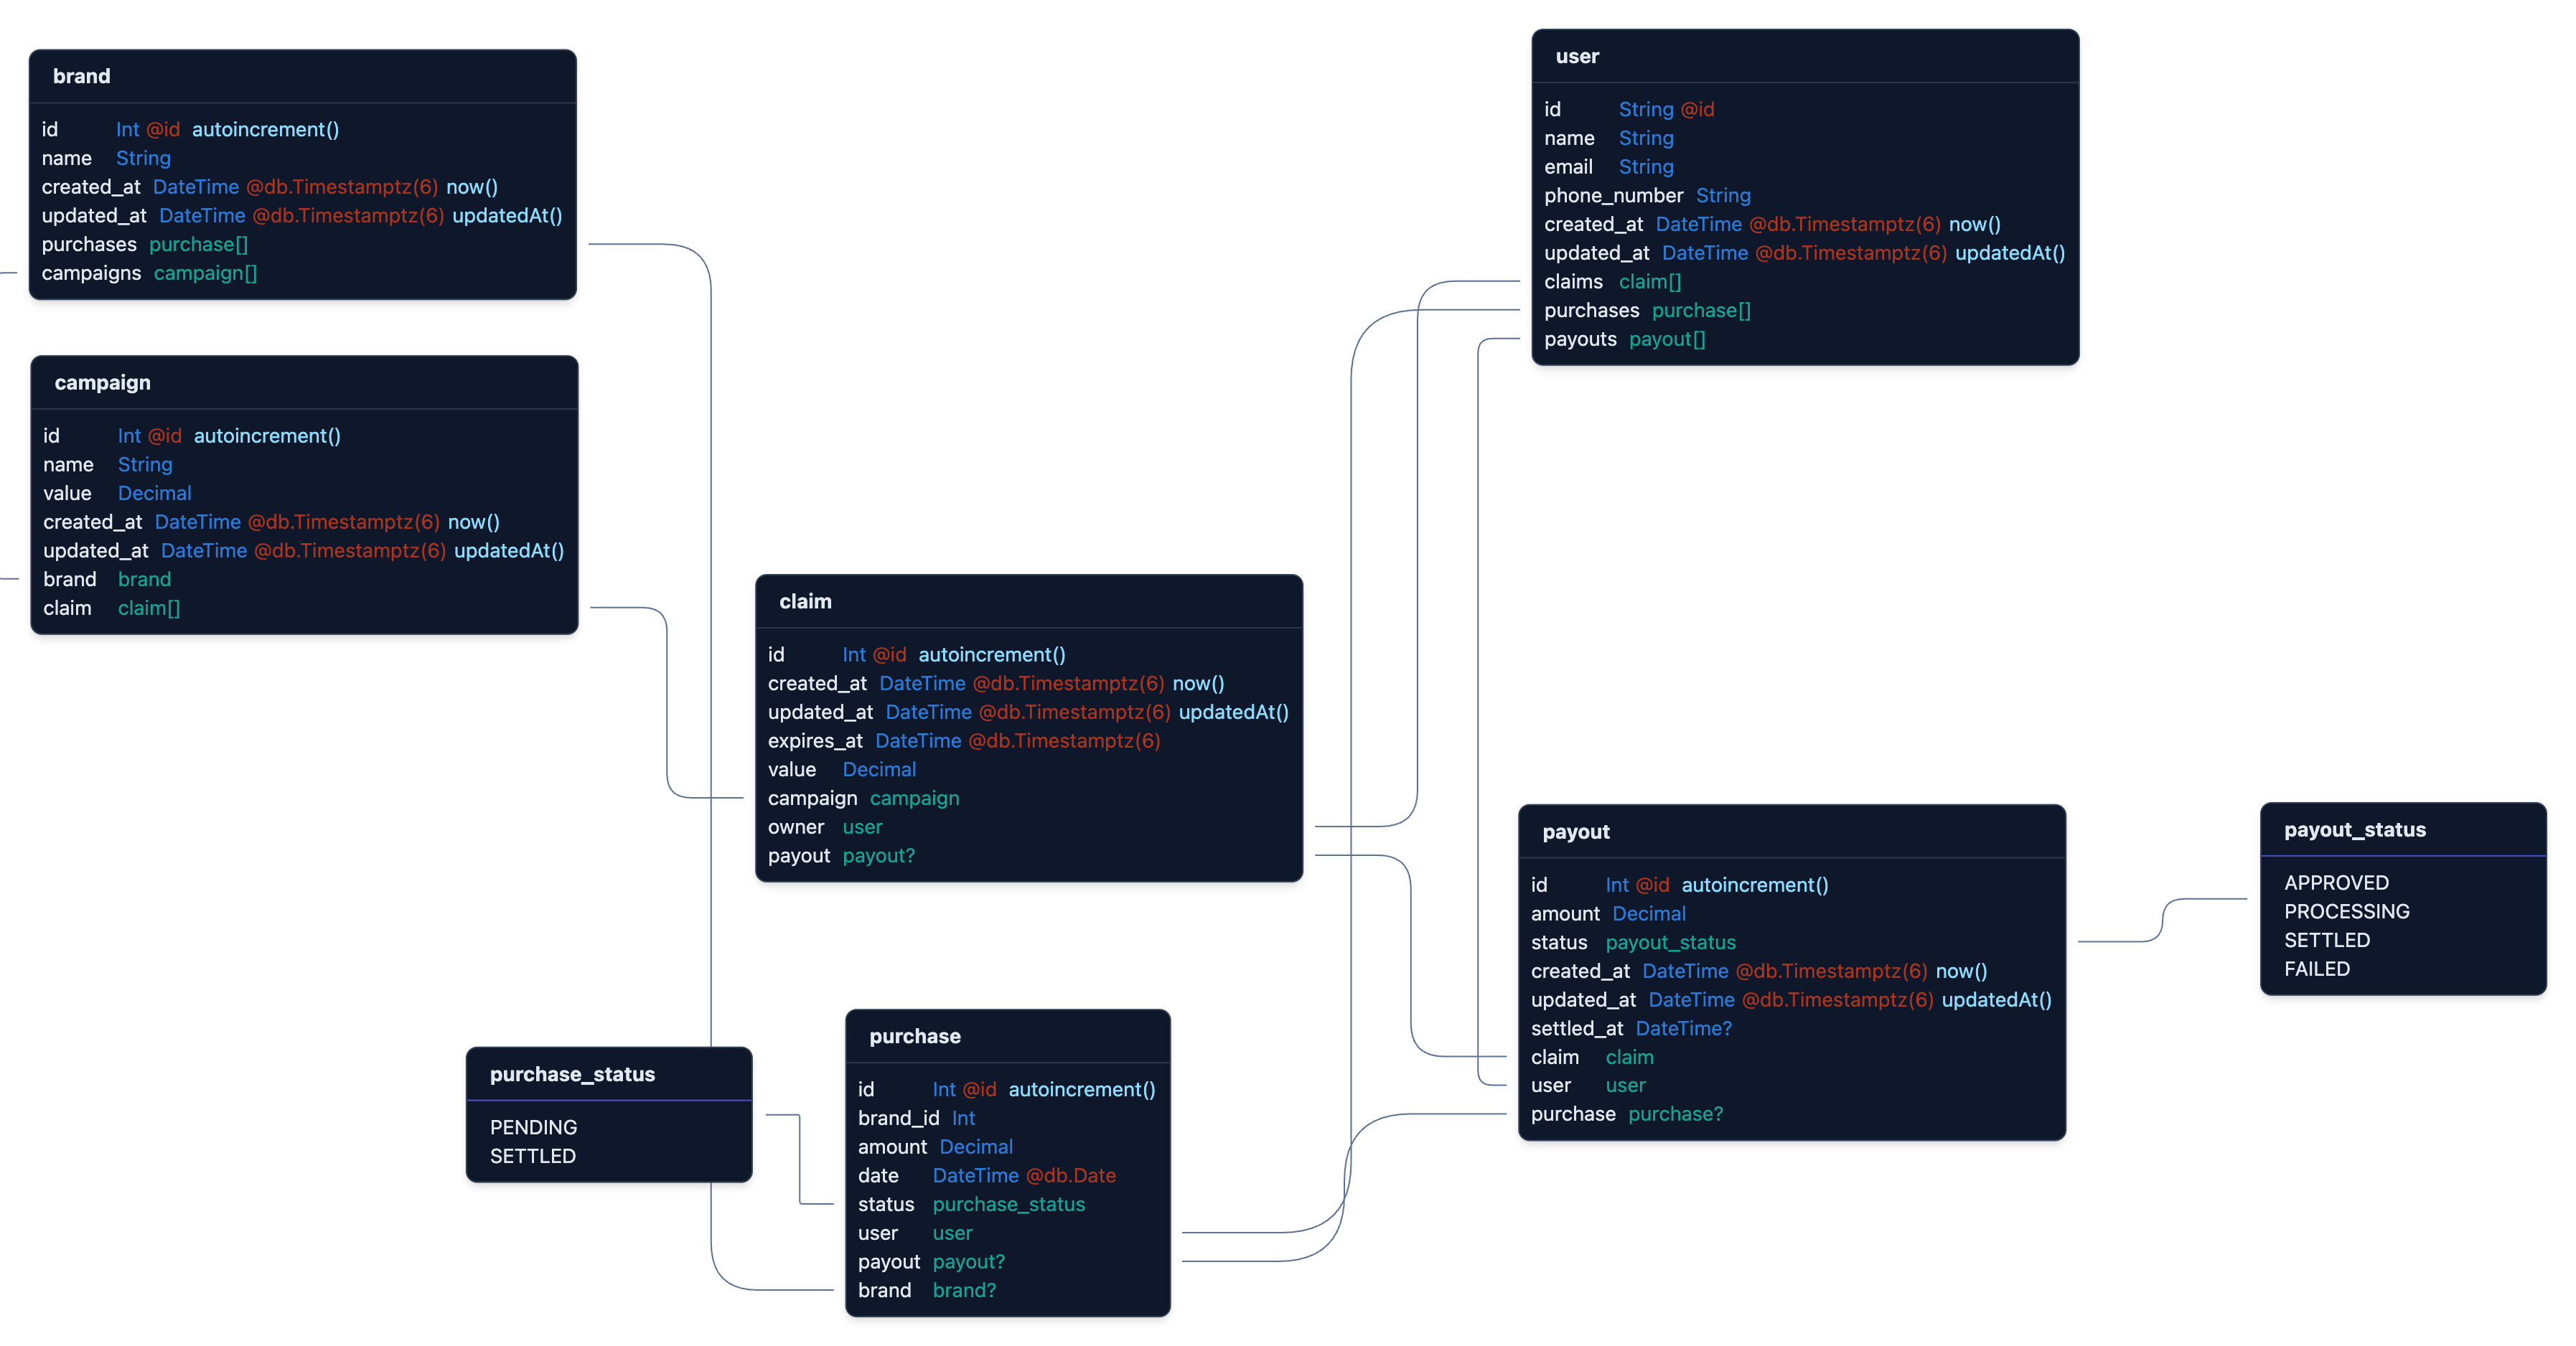 brand
id Int @id autoincrement()
name String
created_at DateTime @db.Timestamptz(6) now()
updated_at DateTime @db.Timestamptz(6) updatedAt()
purchases purchase[]
campaigns campaign[]
campaign
id Int @id autoincrement()
name String
value Decimal
created_at DateTime @db.Timestamptz(6) now()
updated_at DateTime @db.Timestamptz(6) updatedAt()
brand brand
claim claim[]
claim
id Int @id autoincrement()
created_at DateTime @db.Timestamptz(6) now()
updated_at DateTime @db.Timestamptz(6) updatedAt()
expires_at DateTime @db.Timestamptz(6)
value Decimal
campaign campaign
owner user
payout payout?
purchase_status
PENDING
SETTLED
purchase
id Int @id autoincrement()
brand_id Int
amount Decimal
date DateTime @db.Date
status purchase_status
user user
payout payout?
brand brand?
user
id String @id
name String
email String
phone_number String
created_at DateTime @db.Timestamptz(6) now()
updated_at DateTime @db.Timestamptz(6) updatedAt()
claims claim[]
purchases purchase[]
payouts payout[]
payout
id Int @id autoincrement()
amount Decimal
status payout_status
created_at DateTime @db.Timestamptz(6) now()
updated_at DateTime @db.Timestamptz(6) updatedAt()
settled_at DateTime?
claim claim
user user
purchase purchase?
payout_status
APPROVED
PROCESSING
SETTLED
FAILED